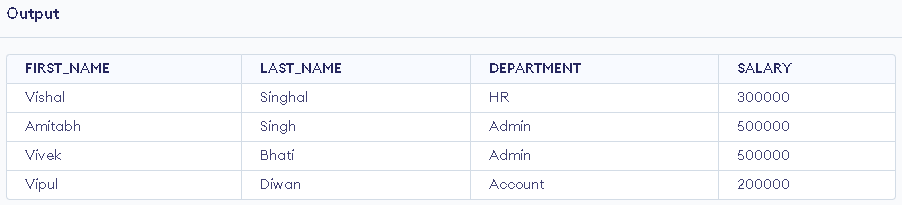 Output
FIRST_NAME LAST_NAME DEPARTMENT SALARY
Vishal Singhal HR 300000
Amitabh Singh Admin 500000
Vivek Bhati Admin 500000
Vipul Diwan Account 200000